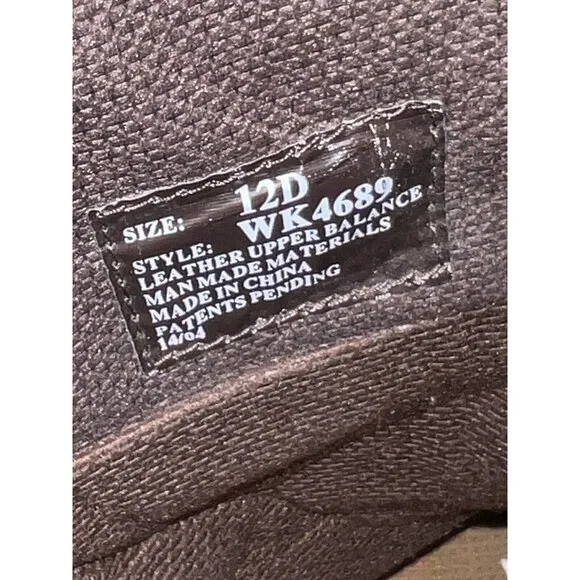 SIZE: 12D
STYLE: WK4689
LEATHER UPPER BALANCE
MAN MADE MATERIALS
MADE IN CHINA
PATENTS PENDING
14/04